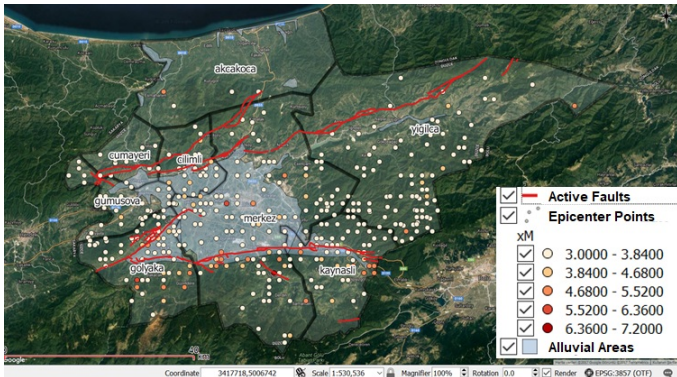 akcakoca
yigilca
cumayeri
cilimli
gumusova
merkez
golyaka
kaynasli
Active Faults
Epicenter Points
xM
3.0000 - 3.8400
3.8400 - 4.6800
4.6800 - 5.5200
5.5200 - 6.3600
6.3600 - 7.2000
Alluvial Areas
Google
Coordinate 3417718,5006742 Scale 1:530,536 Magnifier 100% Rotation 0.0 Render EPSG:3857 (OTF)